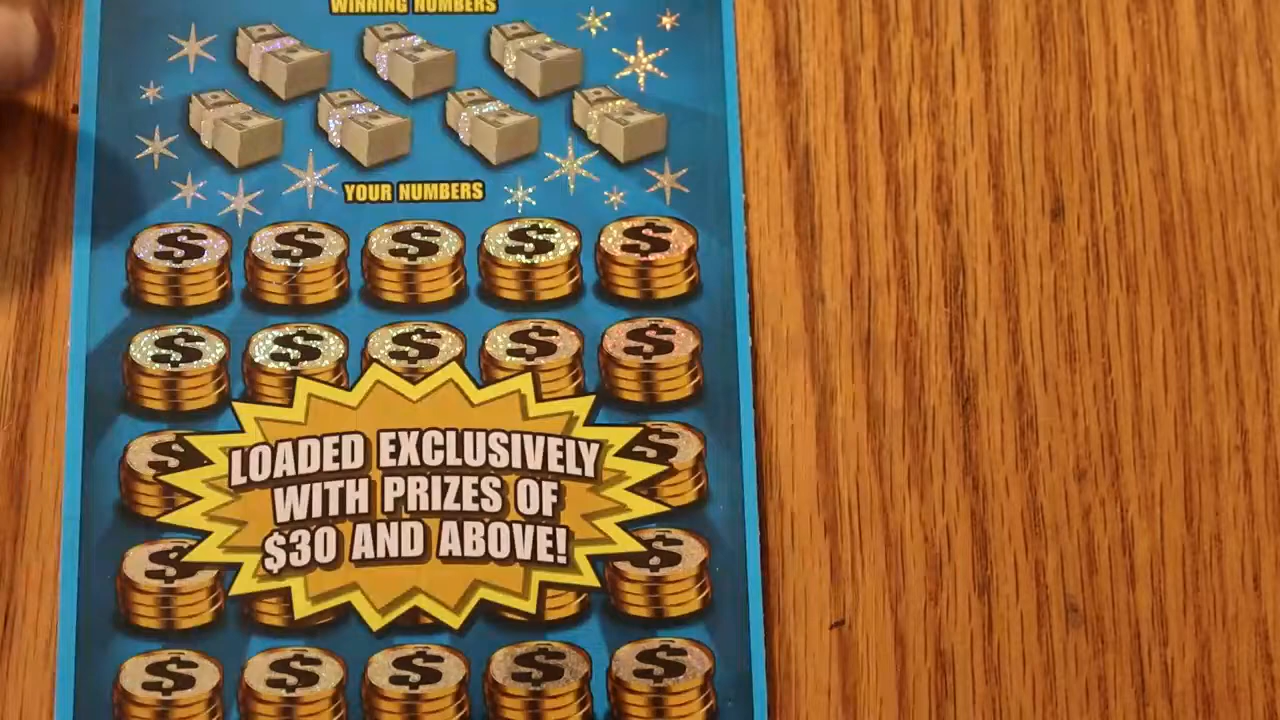 WINNING NUMBERS
YOUR NUMBERS
LOADED EXCLUSIVELY
WITH PRIZES OF
$30 AND ABOVE!